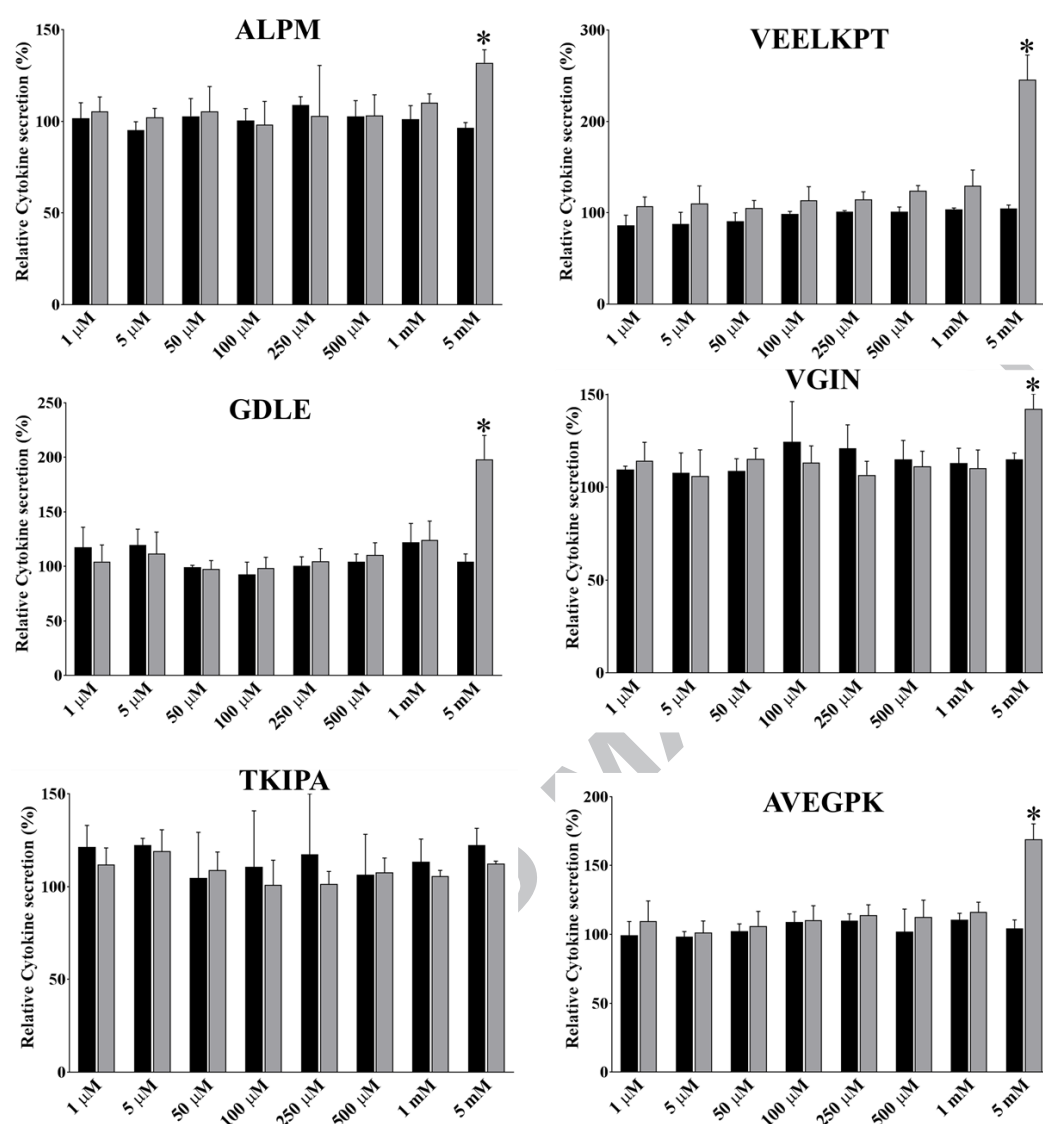 ALPM
Relative Cytokine secretion (%)
150
100
50
0
1 μM 5 μM 50 μM 100 μM 250 μM 500 μM 1 mM 5 mM
*
VEELKPT
Relative Cytokine secretion (%)
300
200
100
0
1 μM 5 μM 50 μM 100 μM 250 μM 500 μM 1 mM 5 mM
*
GDLE
Relative Cytokine secretion (%)
250
200
150
100
50
0
1 μM 5 μM 50 μM 100 μM 250 μM 500 μM 1 mM 5 mM
*
VGIN
Relative Cytokine secretion (%)
150
100
50
0
1 μM 5 μM 50 μM 100 μM 250 μM 500 μM 1 mM 5 mM
*
TKIPA
Relative Cytokine secretion (%)
150
100
50
0
1 μM 5 μM 50 μM 100 μM 250 μM 500 μM 1 mM 5 mM
AVEGPK
Relative Cytokine secretion (%)
200
150
100
50
0
1 μM 5 μM 50 μM 100 μM 250 μM 500 μM 1 mM 5 mM
*